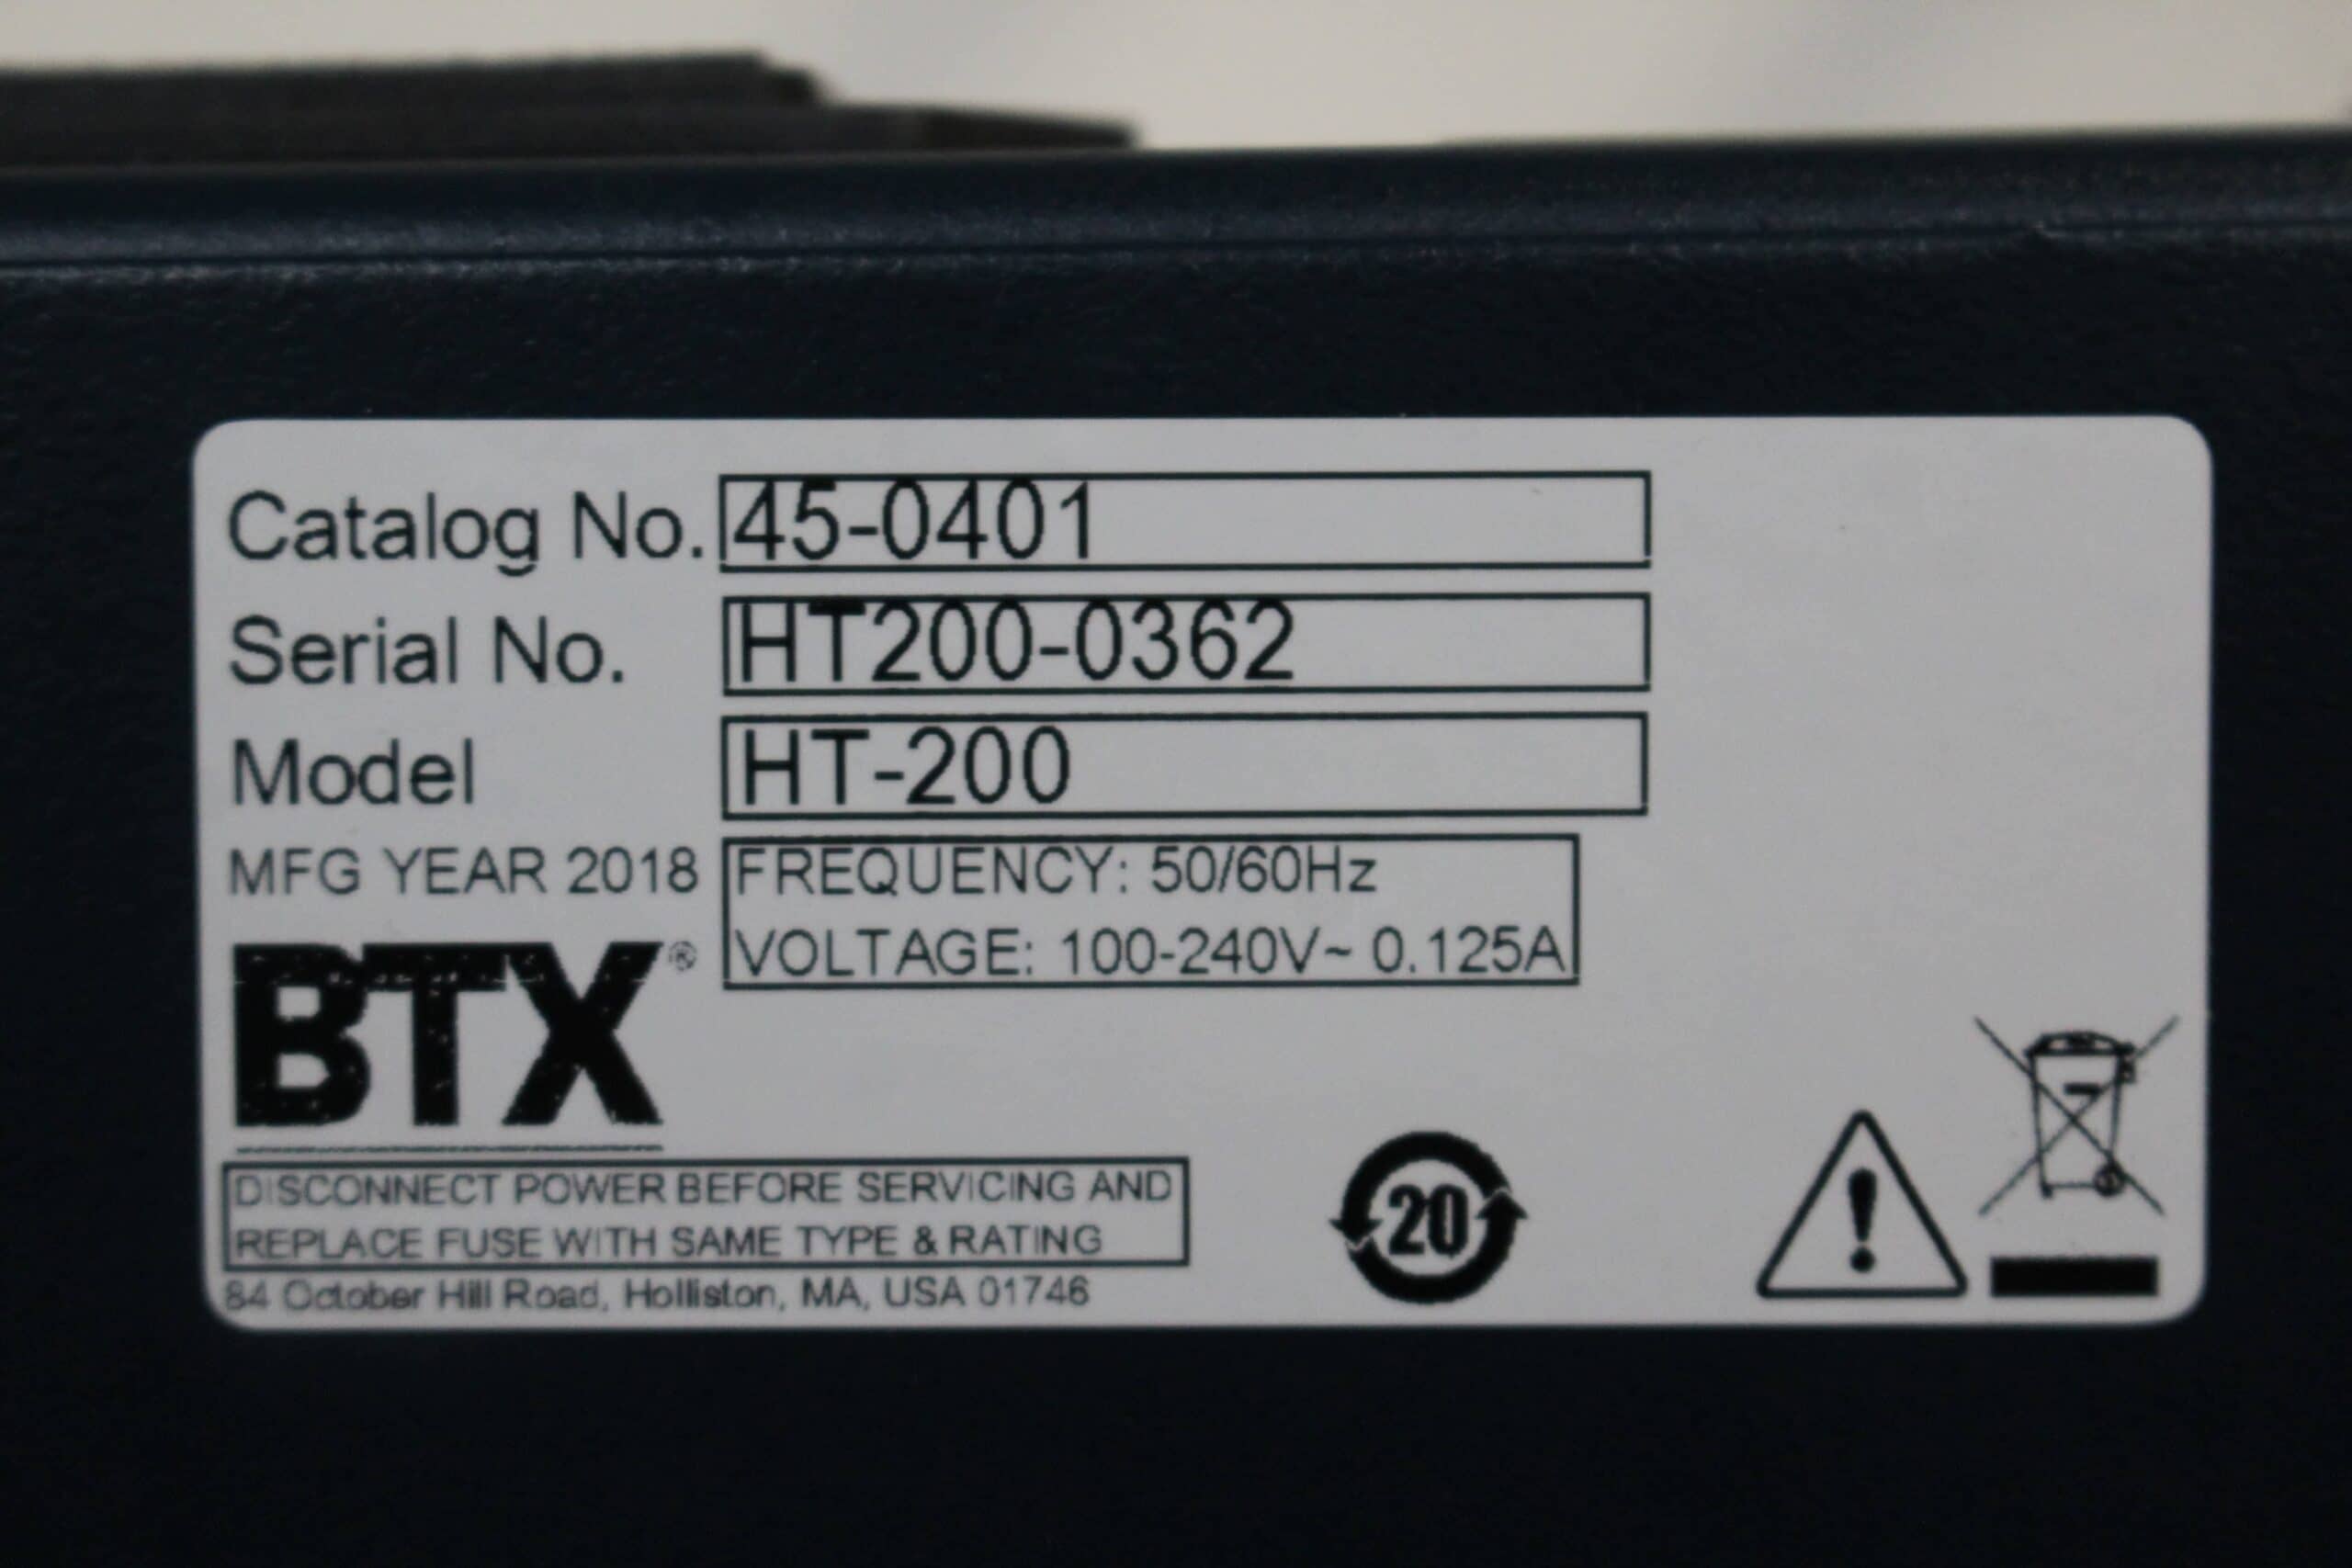 Catalog No. 45-0401
Serial No. HT200-0362
Model HT-200
MFG YEAR 2018
FREQUENCY: 50/60Hz
VOLTAGE: 100-240V~ 0.125A
BTX®
DISCONNECT POWER BEFORE SERVICING AND
REPLACE FUSE WITH SAME TYPE & RATING
84 October Hill Road, Holliston, MA, USA 01746
20